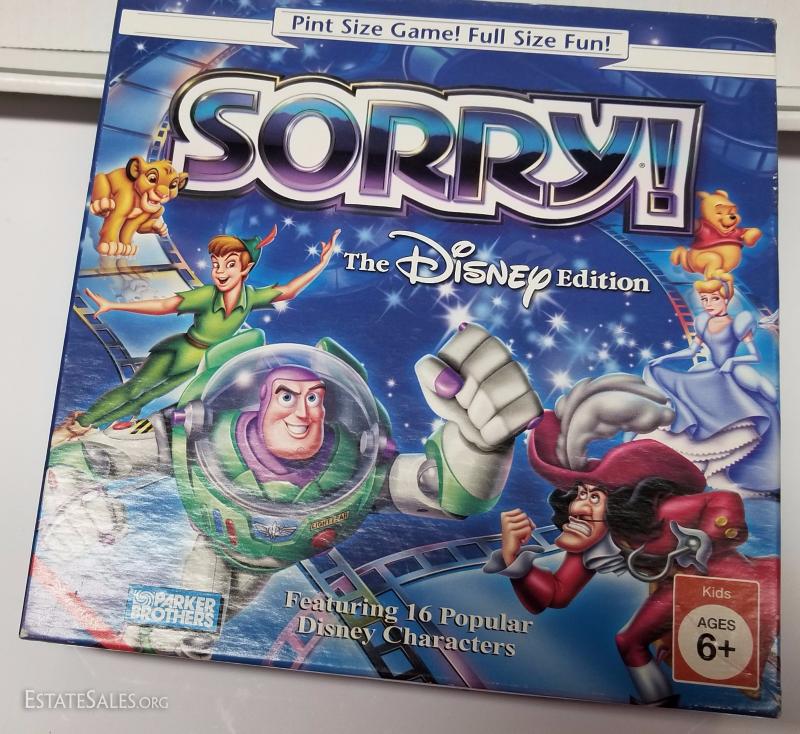 Pint Size Game! Full Size Fun!
SORRY!®
The Disney Edition
LIGHTYEAR
Featuring 16 Popular
Disney Characters
PARKER
BROTHERS
Kids
AGES
6+
ESTATESALES.ORG